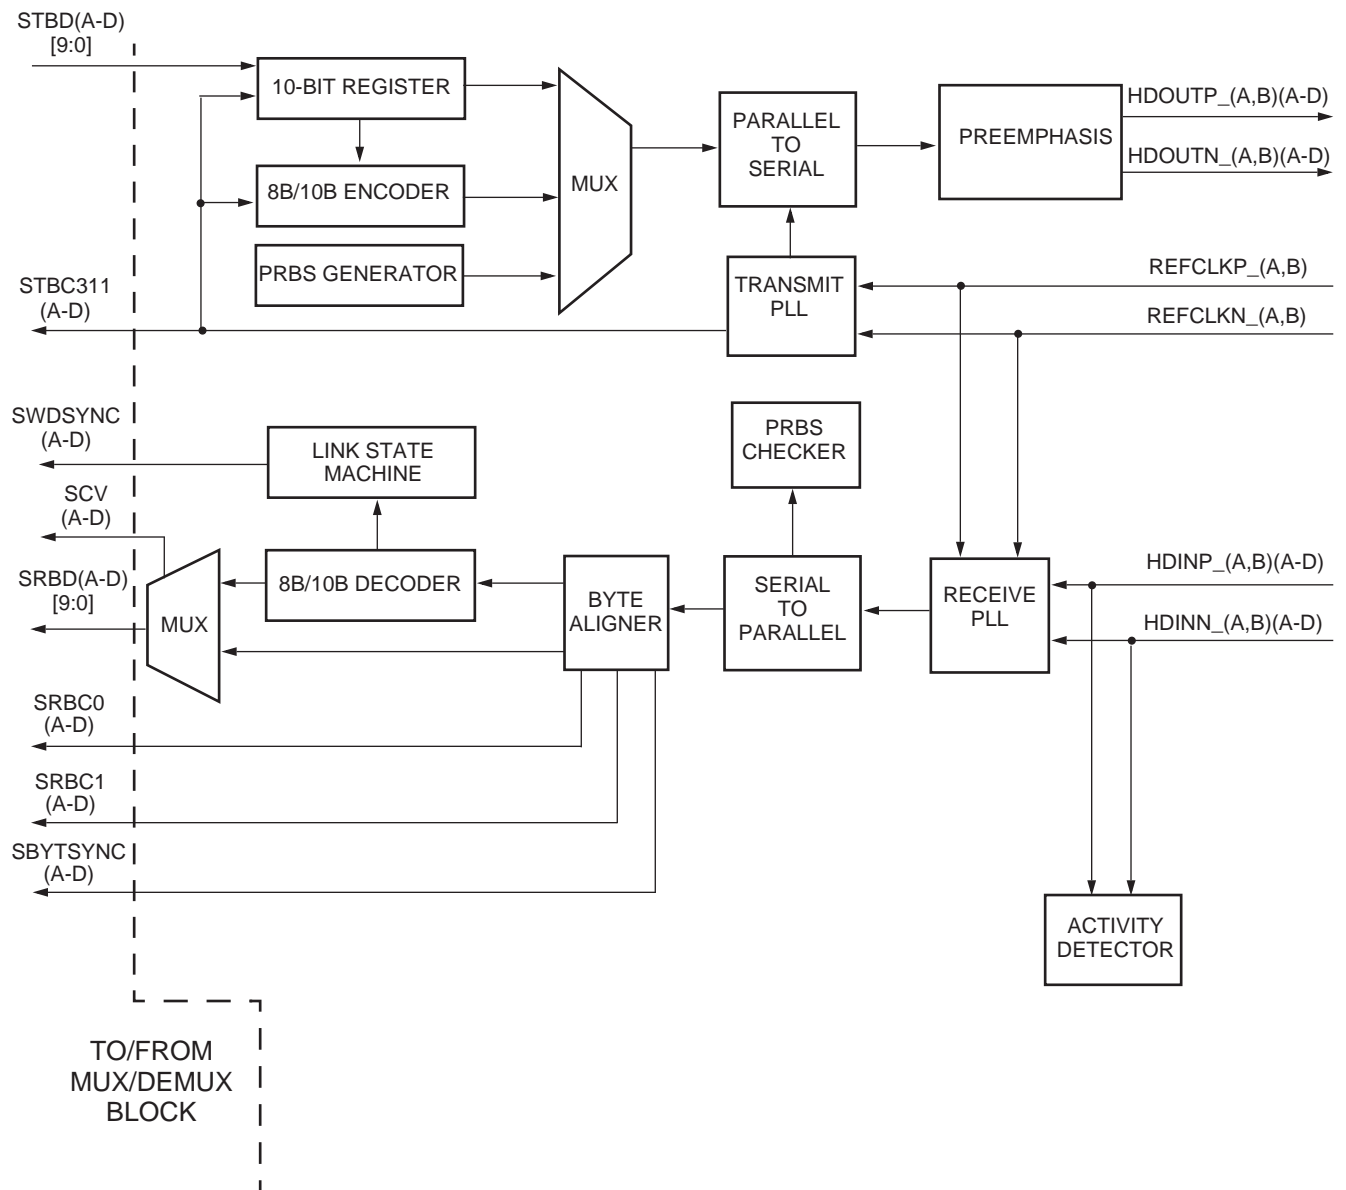 STBD(A-D)
[9:0]
10-BIT REGISTER
8B/10B ENCODER
PRBS GENERATOR
MUX
PARALLEL
TO
SERIAL
PREEMPHASIS
HDOUTP_(A,B)(A-D)
HDOUTN_(A,B)(A-D)
STBC311
(A-D)
TRANSMIT
PLL
REFCLKP_(A,B)
REFCLKN_(A,B)
SWDSYNC
(A-D)
LINK STATE
MACHINE
PRBS
CHECKER
SCV
(A-D)
SRBD(A-D)
[9:0]
MUX
8B/10B DECODER
BYTE
ALIGNER
SERIAL
TO
PARALLEL
RECEIVE
PLL
HDINP_(A,B)(A-D)
HDINN_(A,B)(A-D)
SRBC0
(A-D)
SRBC1
(A-D)
SBYTSYNC
(A-D)
ACTIVITY
DETECTOR
TO/FROM
MUX/DEMUX
BLOCK